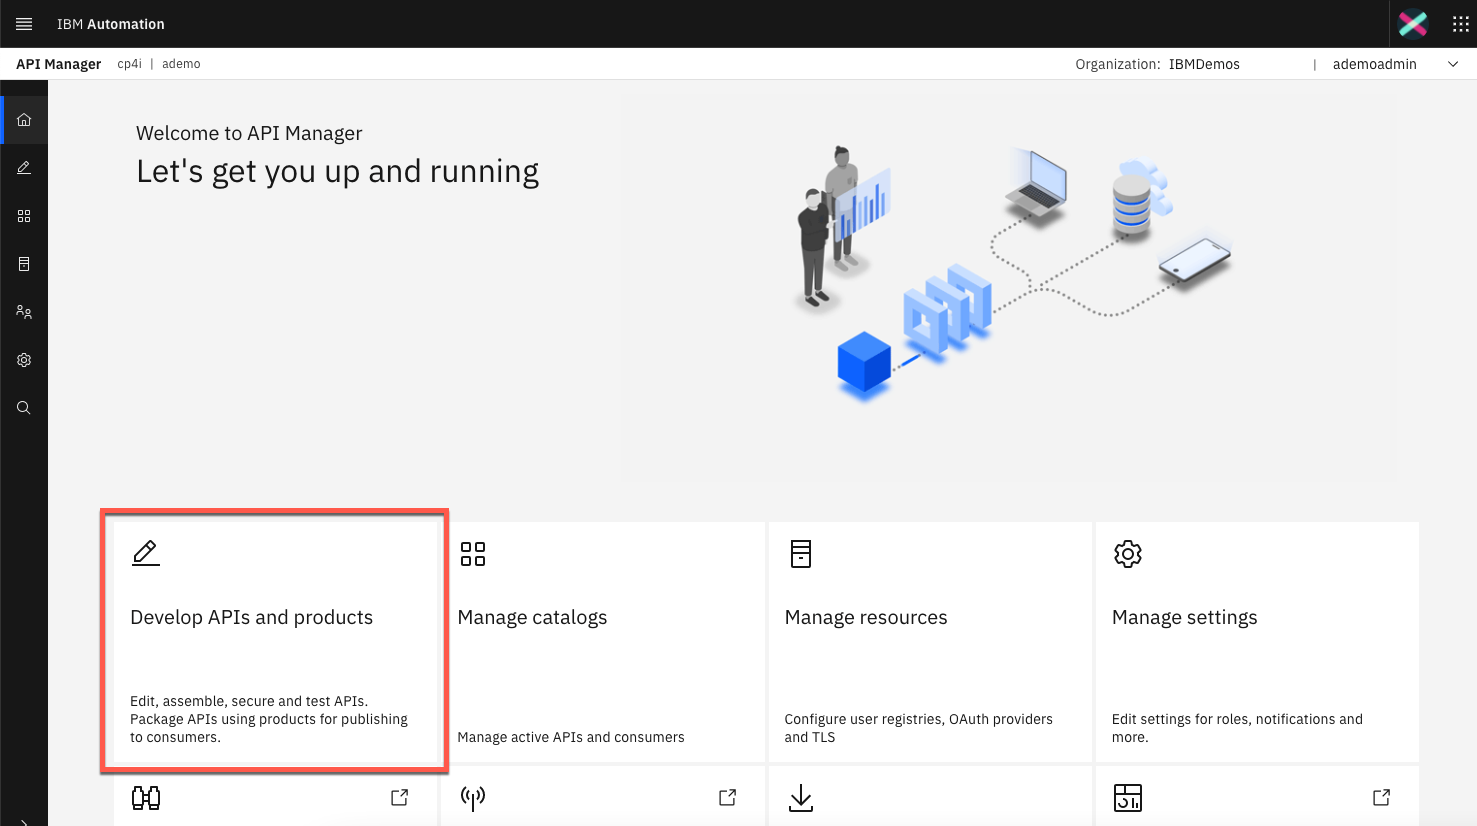 IBM Automation
API Manager cp4i | ademo Organization: IBMDemos | ademoadmin
Welcome to API Manager
Let's get you up and running
Develop APIs and products
Edit, assemble, secure and test APIs.
Package APIs using products for publishing
to consumers.
Manage catalogs
Manage active APIs and consumers
Manage resources
Configure user registries, OAuth providers
and TLS
Manage settings
Edit settings for roles, notifications and
more.